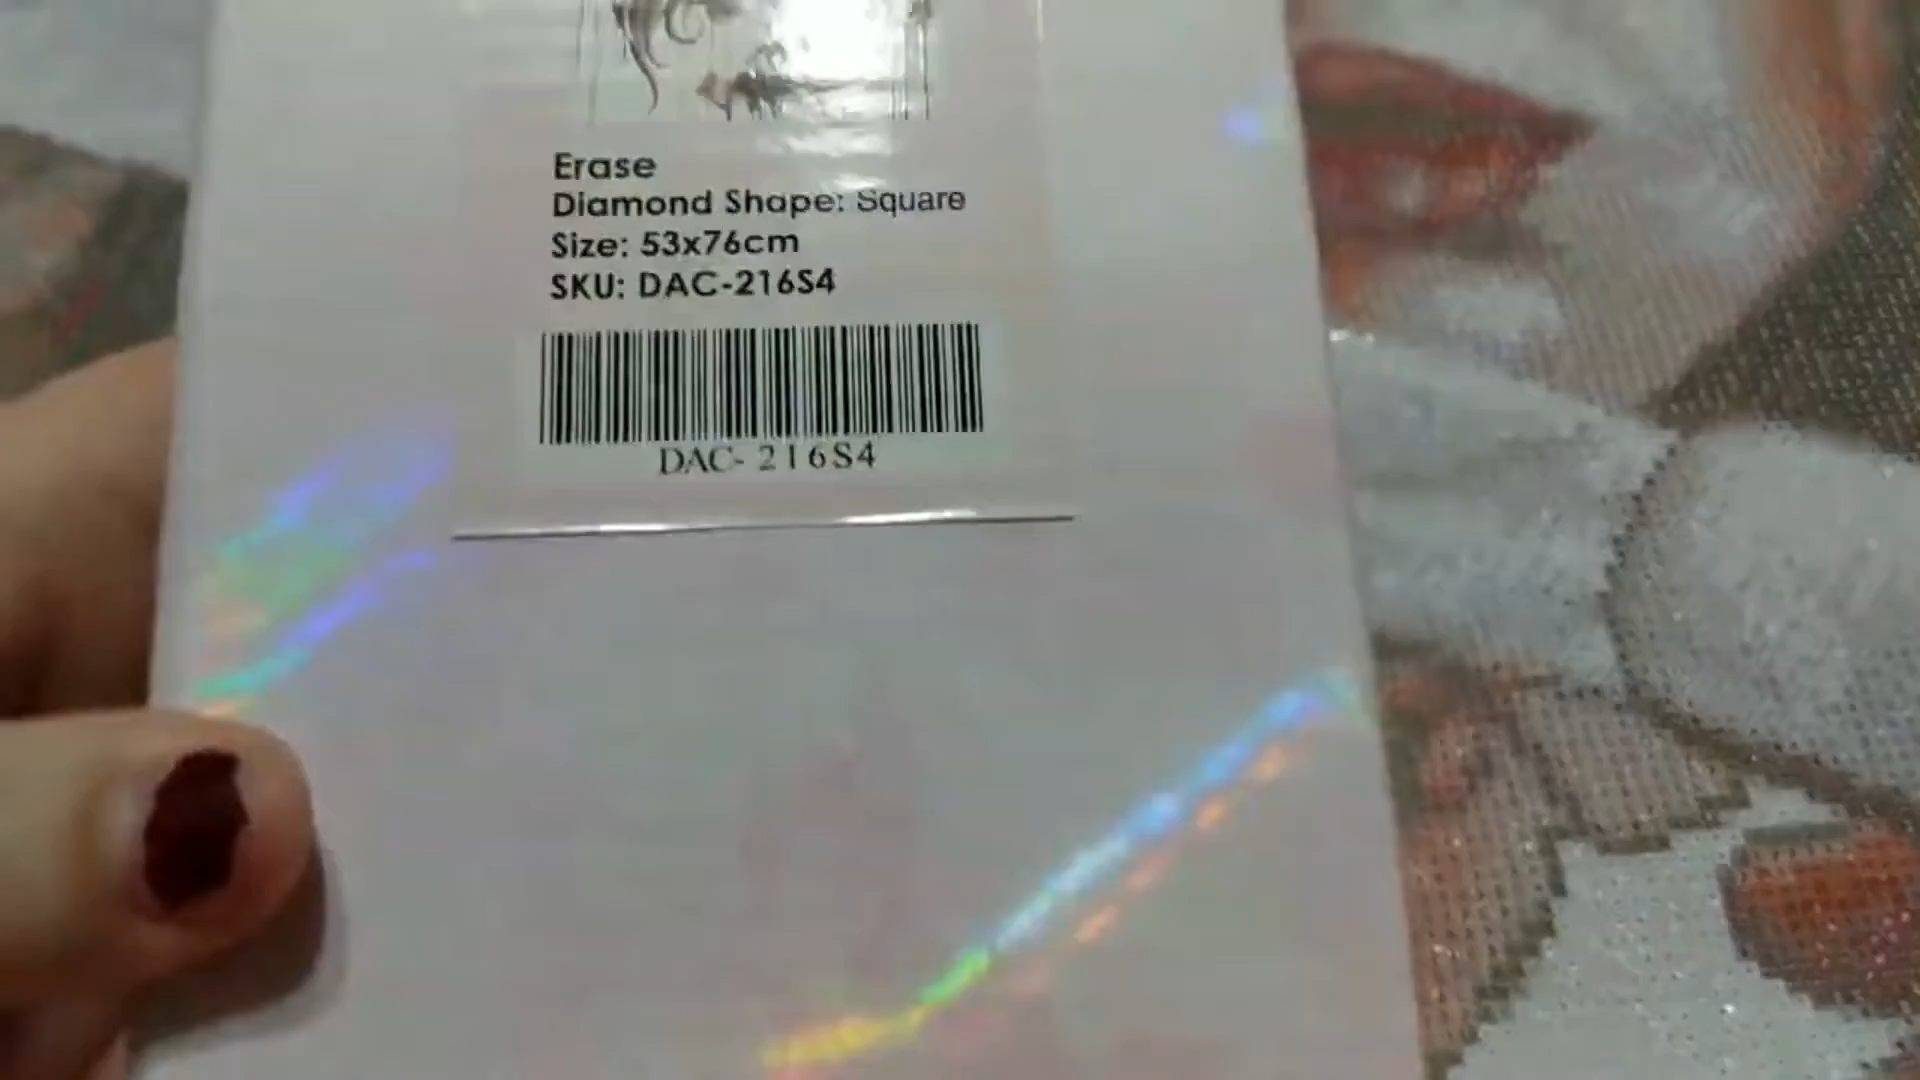 Erase
Diamond Shape: Square
Size: 53x76cm
SKU: DAC-216S4
DAC- 216S4